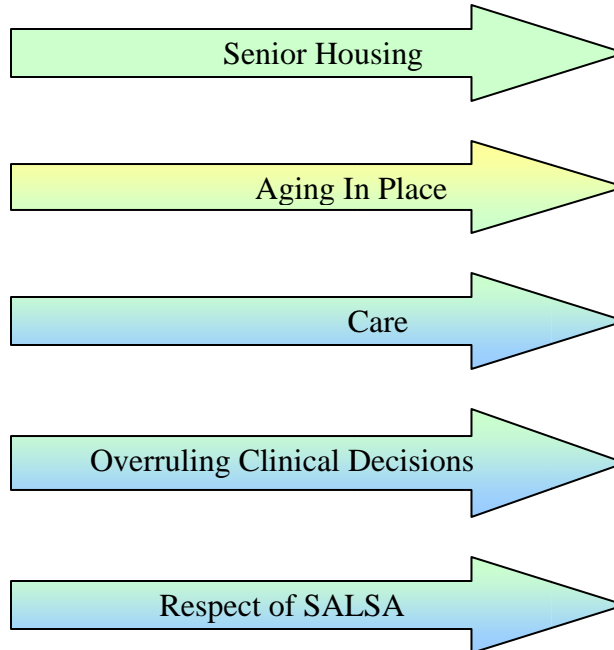 Senior Housing
Aging In Place
Care
Overruling Clinical Decisions
Respect of SALSA